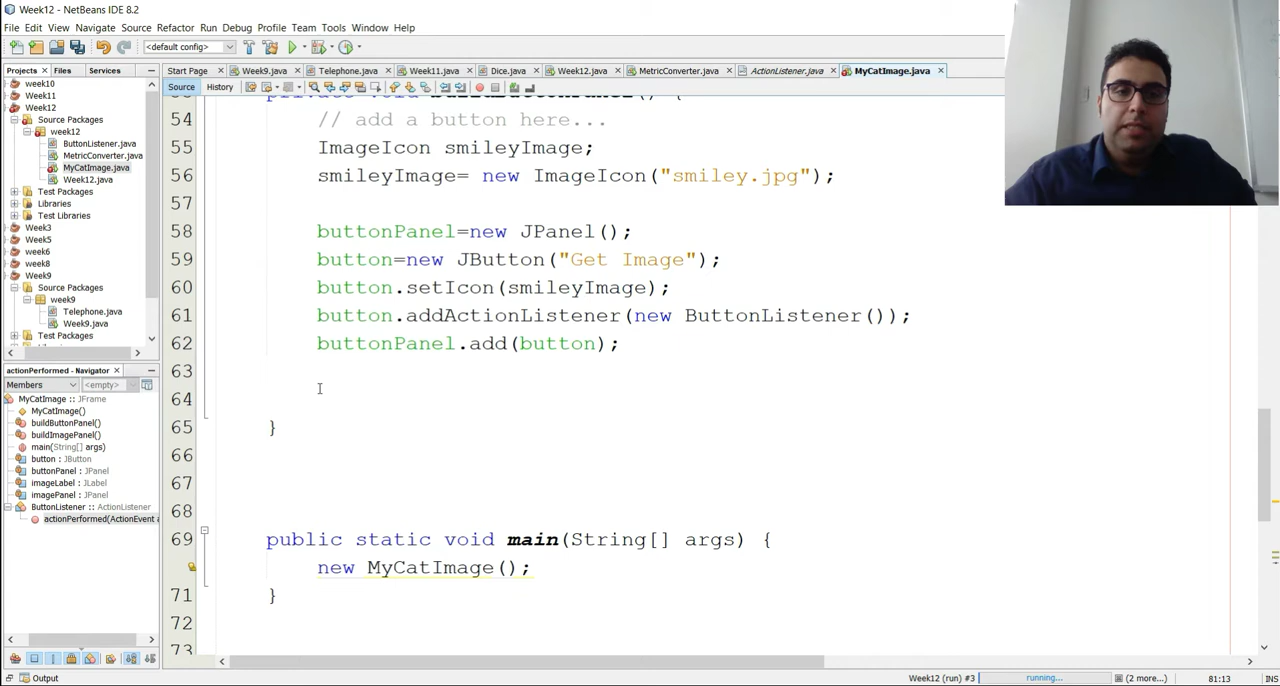 Week12 - NetBeans IDE 8.2
File Edit View Navigate Source Refactor Run Debug Profile Team Tools Window Help
<default config>
Projects Files Services
Start Page Week9.java Telephone.java Week11.java Dice.java Week12.java MetricConverter.java ActionListener.java MyCatImage.java
Source History
week10
Week11
Week12
Source Packages
week12
ButtonListener.java
MetricConverter.java
MyCatImage.java
Week12.java
Test Packages
Libraries
Test Libraries
Week3
Week5
week6
week8
Week9
Source Packages
week9
Telephone.java
Week9.java
Test Packages
actionPerformed - Navigator
Members <empty>
MyCatImage :: JFrame
MyCatImage()
buildButtonPanel()
buildImagePanel()
main(String[] args)
button : JButton
buttonPanel : JPanel
imageLabel : JLabel
imagePanel : JPanel
ButtonListener :: ActionListener
actionPerformed(ActionEvent
private void buildButtonPanel() {
54 // add a button here...
55 ImageIcon smileyImage;
56 smileyImage= new ImageIcon("smiley.jpg");
57
58 buttonPanel=new JPanel();
59 button=new JButton("Get Image");
60 button.setIcon(smileyImage);
61 button.addActionListener(new ButtonListener());
62 buttonPanel.add(button);
63
64
65 }
66
67
68
69 public static void main(String[] args) {
new MyCatImage();
71 }
72
73
Output
Week12 (run) #3 running... (2 more...) 81:13 INS